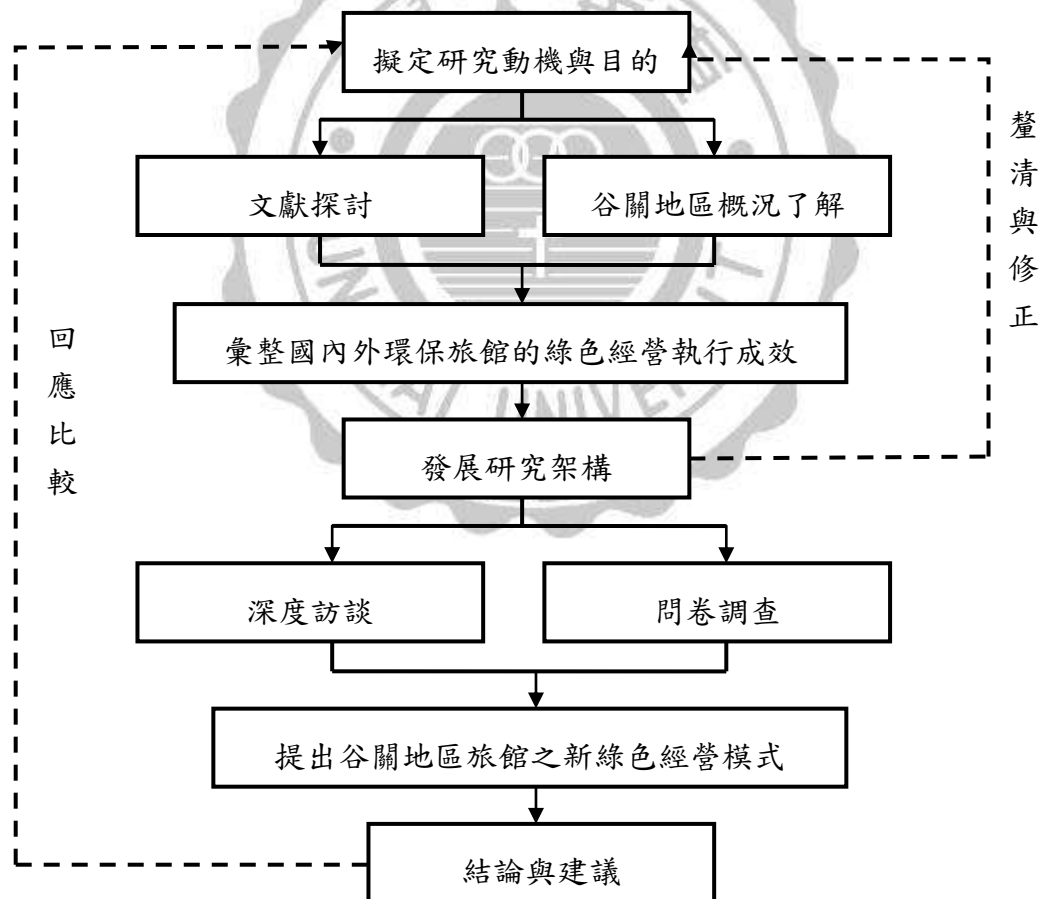 擬定研究動機與目的
文獻探討
谷關地區概況了解
彙整國內外環保旅館的綠色經營執行成效
發展研究架構
深度訪談
問卷調查
提出谷關地區旅館之新綠色經營模式
結論與建議
回應比較
釐清與修正